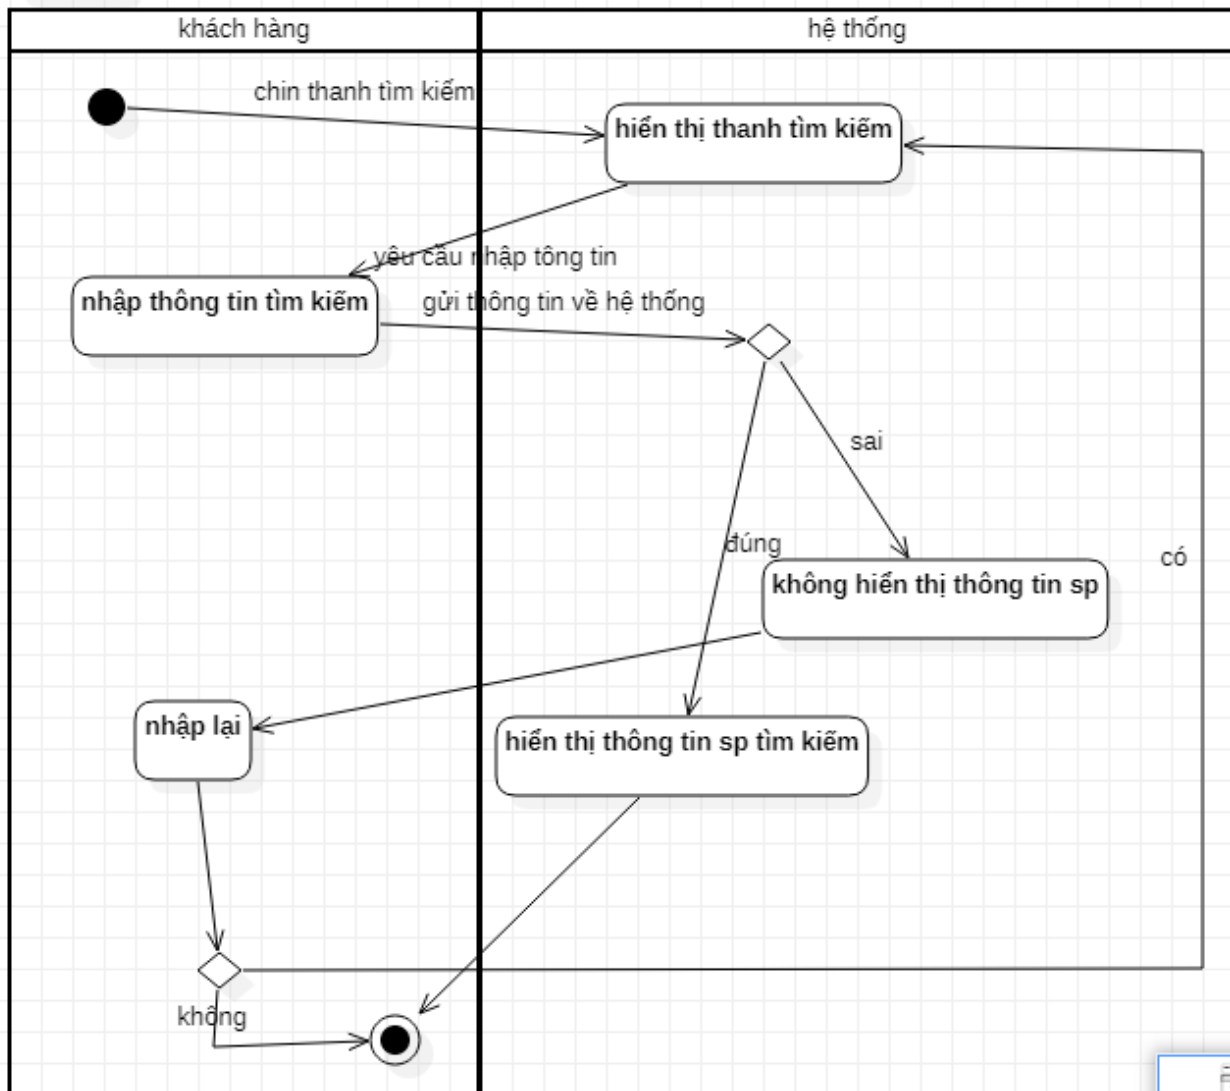 khách hàng
hệ thống
chin thanh tìm kiếm
hiển thị thanh tìm kiếm
yêu cầu nhập tông tin
nhập thông tin tìm kiếm
gửi thông tin về hệ thống
sai
đúng
có
không hiển thị thông tin sp
nhập lại
hiển thị thông tin sp tìm kiếm
không